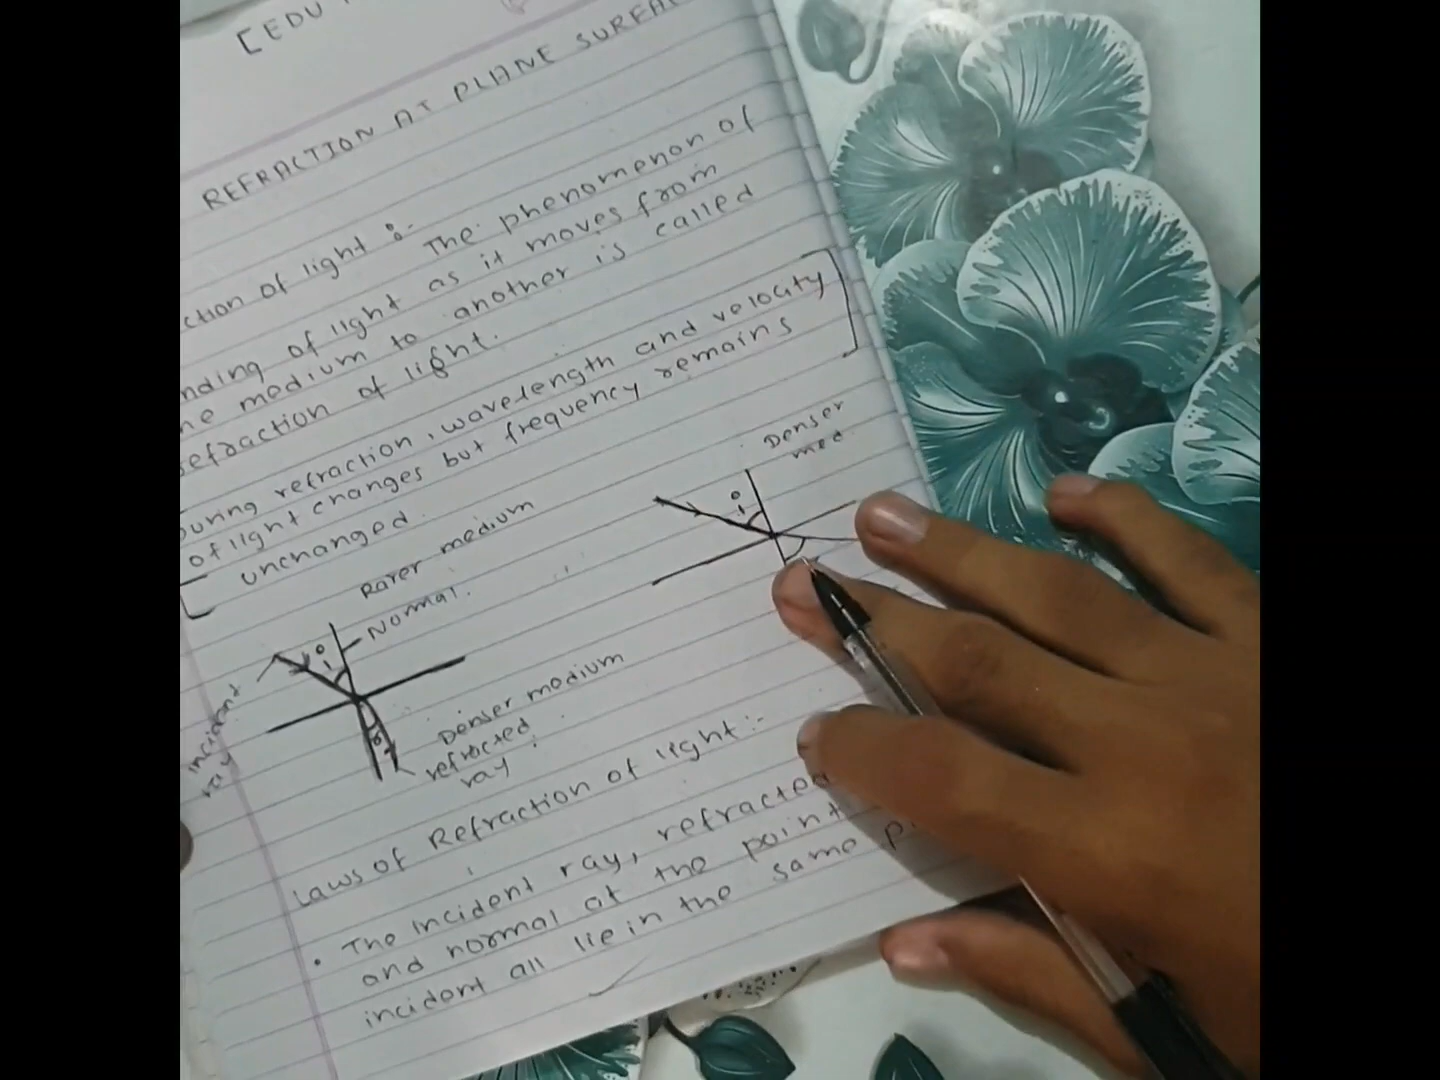 [EDU
REFRACTION AT PLANE SURFA
ction of light :-
The phenomenon of
nding of light as it moves from
ne medium to another is called
efraction of light.
During refraction, wavelength and velocity
of light changes but frequency remains
unchanged.
Rarer medium
Normal.
i
incident
ray
r
Denser medium
refracted
ray
Denser
med
i
Laws of Refraction of light :-
• The incident ray, refracted
and normal at the point
incident all lie in the same p